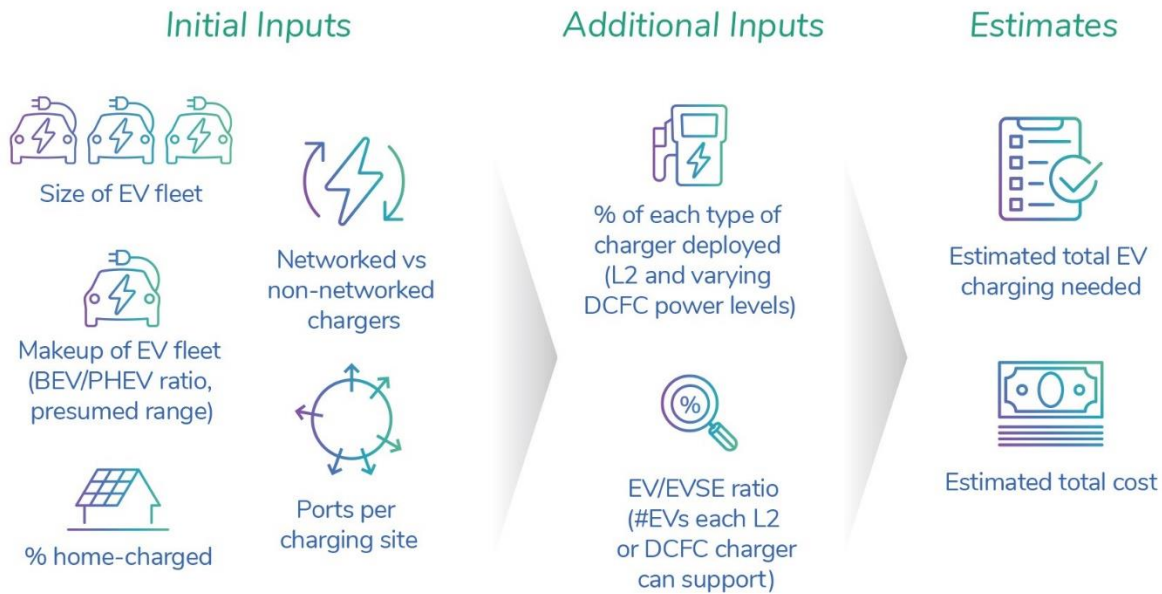 Initial Inputs
Size of EV fleet
Makeup of EV fleet
(BEV/PHEV ratio,
presumed range)
% home-charged
Networked vs
non-networked
chargers
Ports per
charging site
Additional Inputs
% of each type of
charger deployed
(L2 and varying
DCFC power levels)
%
EV/EVSE ratio
(#EVs each L2
or DCFC charger
can support)
Estimates
Estimated total EV
charging needed
Estimated total cost